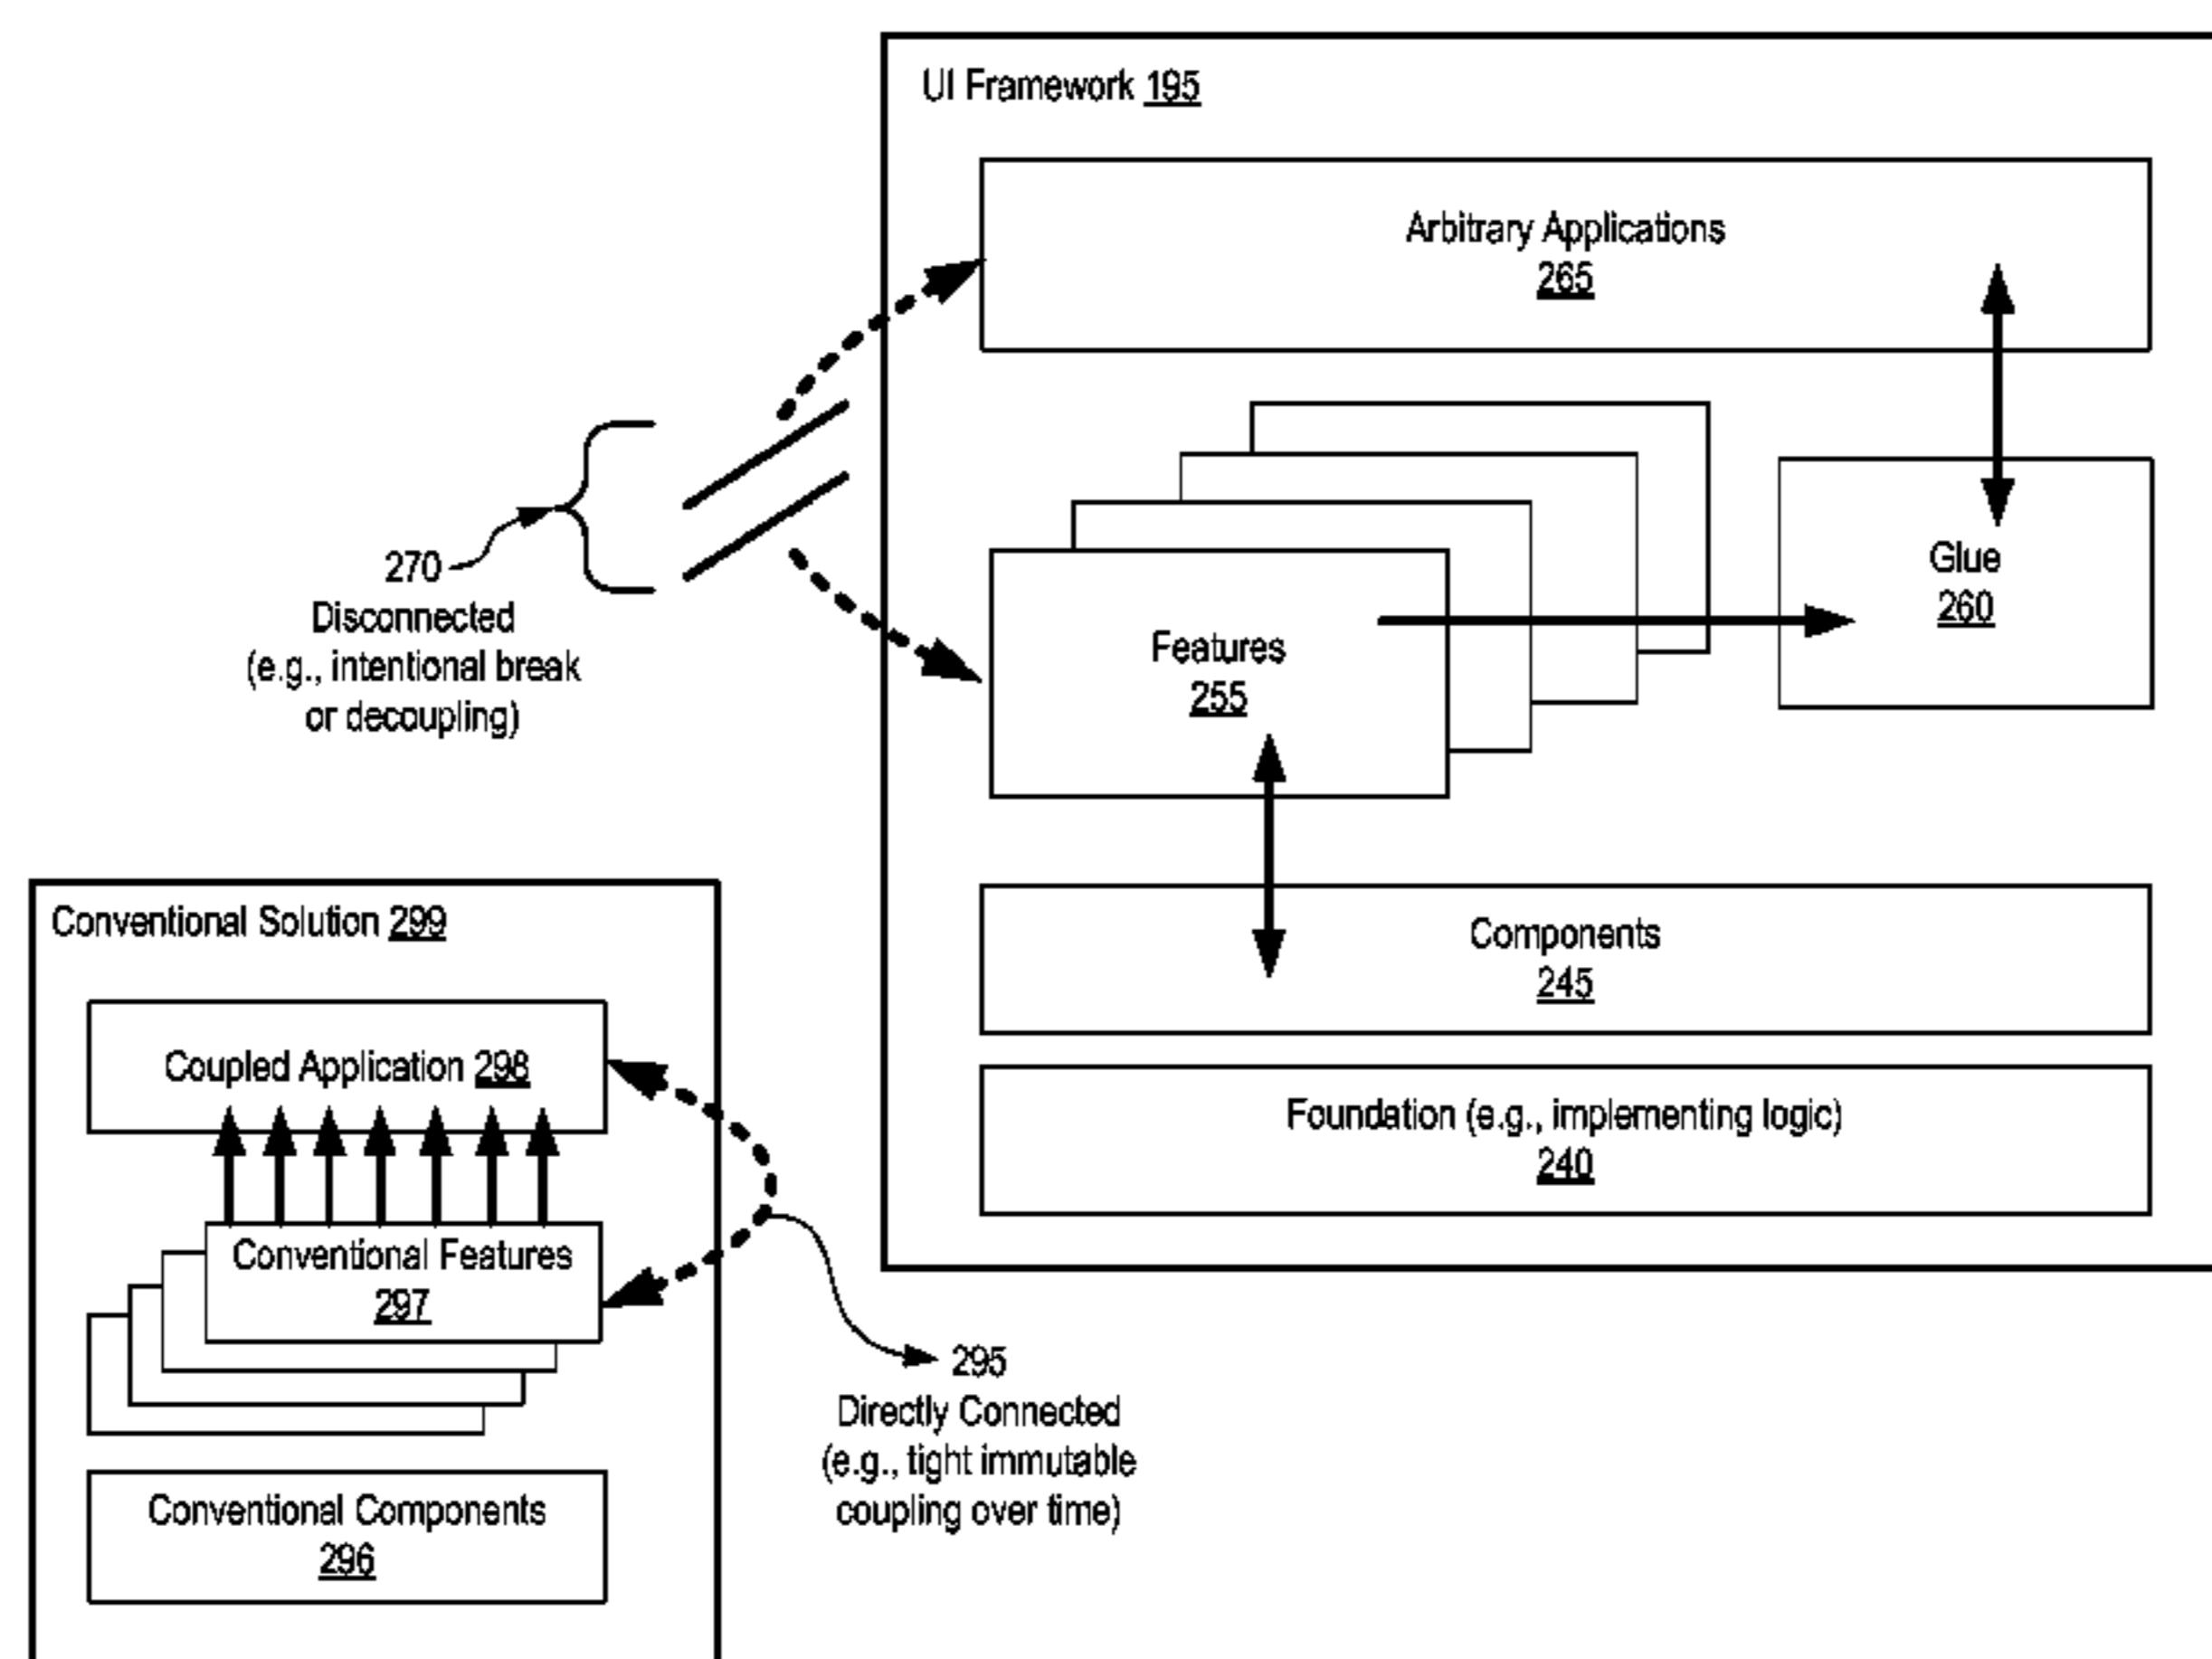 UI Framework 195
Arbitrary Applications
265
Glue
260
Features
255
270
Disconnected
(e.g., intentional break
or decoupling)
Components
245
Foundation (e.g., implementing logic)
240
Conventional Solution 299
Coupled Application 298
Conventional Features
297
Conventional Components
296
295
Directly Connected
(e.g., tight immutable
coupling over time)